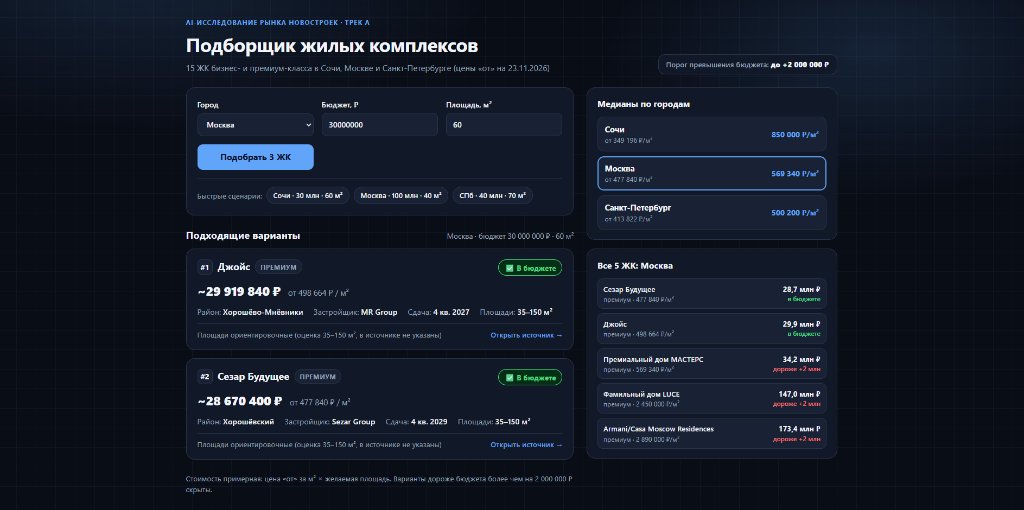 AI-ИССЛЕДОВАНИЕ РЫНКА НОВОСТРОЕК · ТРЕК А
Подборщик жилых комплексов
15 ЖК бизнес- и премиум-класса в Сочи, Москве и Санкт-Петербурге (цены «от» на 23.11.2026)
Порог превышения бюджета: до +2 000 000 ₽
Город
Бюджет, ₽
Площадь, м²
Москва
30000000
60
Подобрать 3 ЖК
Быстрые сценарии:
Сочи · 30 млн · 60 м²
Москва · 100 млн · 40 м²
СПб · 40 млн · 70 м²
Подходящие варианты
Москва · бюджет 30 000 000 ₽ · 60 м²
#1 Джойс ПРЕМИУМ
✅ В бюджете
~29 919 840 ₽ от 498 664 ₽ / м²
Район: Хорошёво-Мнёвники Застройщик: MR Group Сдача: 4 кв. 2027 Площади: 35–150 м²
Площади ориентировочные (оценка 35–150 м², в источнике не указаны)
Открыть источник →
#2 Сезар Будущее ПРЕМИУМ
✅ В бюджете
~28 670 400 ₽ от 477 840 ₽ / м²
Район: Хорошёвский Застройщик: Sezar Group Сдача: 4 кв. 2029 Площади: 35–150 м²
Площади ориентировочные (оценка 35–150 м², в источнике не указаны)
Открыть источник →
Стоимость примерная: цена «от» за м² × желаемая площадь. Варианты дороже бюджета более чем на 2 000 000 ₽
скрыты.
Медианы по городам
Сочи
от 349 196 ₽/м²
850 000 ₽/м²
Москва
от 477 840 ₽/м²
569 340 ₽/м²
Санкт-Петербург
от 413 822 ₽/м²
500 200 ₽/м²
Все 5 ЖК: Москва
Сезар Будущее
премиум · 477 840 ₽/м²
28,7 млн ₽
в бюджете
Джойс
премиум · 498 664 ₽/м²
29,9 млн ₽
в бюджете
Премиальный дом МАСТЕРС
премиум · 569 340 ₽/м²
34,2 млн ₽
дороже +2 млн
Фамильный дом LUCE
премиум · 2 450 000 ₽/м²
147,0 млн ₽
дороже +2 млн
Armani/Casa Moscow Residences
премиум · 2 890 000 ₽/м²
173,4 млн ₽
дороже +2 млн